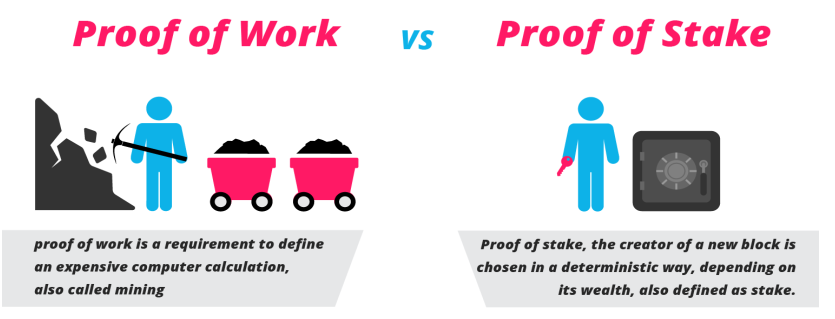 Proof of Work vs Proof of Stake
proof of work is a requirement to define
an expensive computer calculation,
also called mining
Proof of stake, the creator of a new block is
chosen in a deterministic way, depending on
its wealth, also defined as stake.